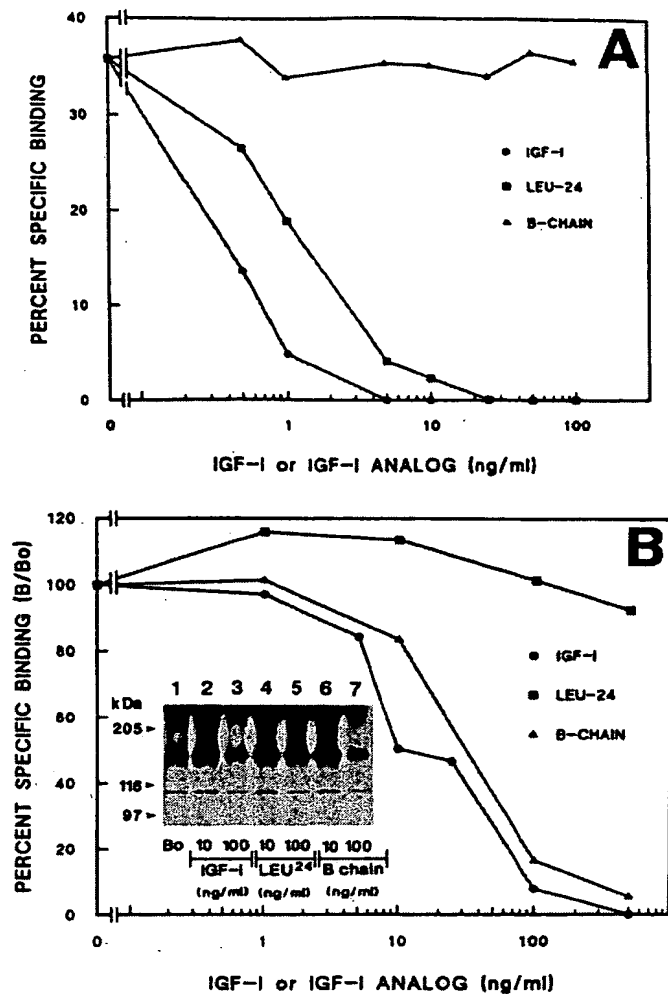 A
PERCENT SPECIFIC BINDING
40
30
20
10
0
IGF-I
LEU-24
B-CHAIN
0 1 10 100
IGF-I or IGF-I ANALOG (ng/ml)
B
PERCENT SPECIFIC BINDING (B/Bo)
120
100
80
60
40
20
0
IGF-I
LEU-24
B-CHAIN
1 2 3 4 5 6 7
kDa
205
116
97
Bo 10 100 10 100 10 100
IGF-I LEU24 B chain
(ng/ml) (ng/ml) (ng/ml)
0 1 10 100
IGF-I or IGF-I ANALOG (ng/ml)